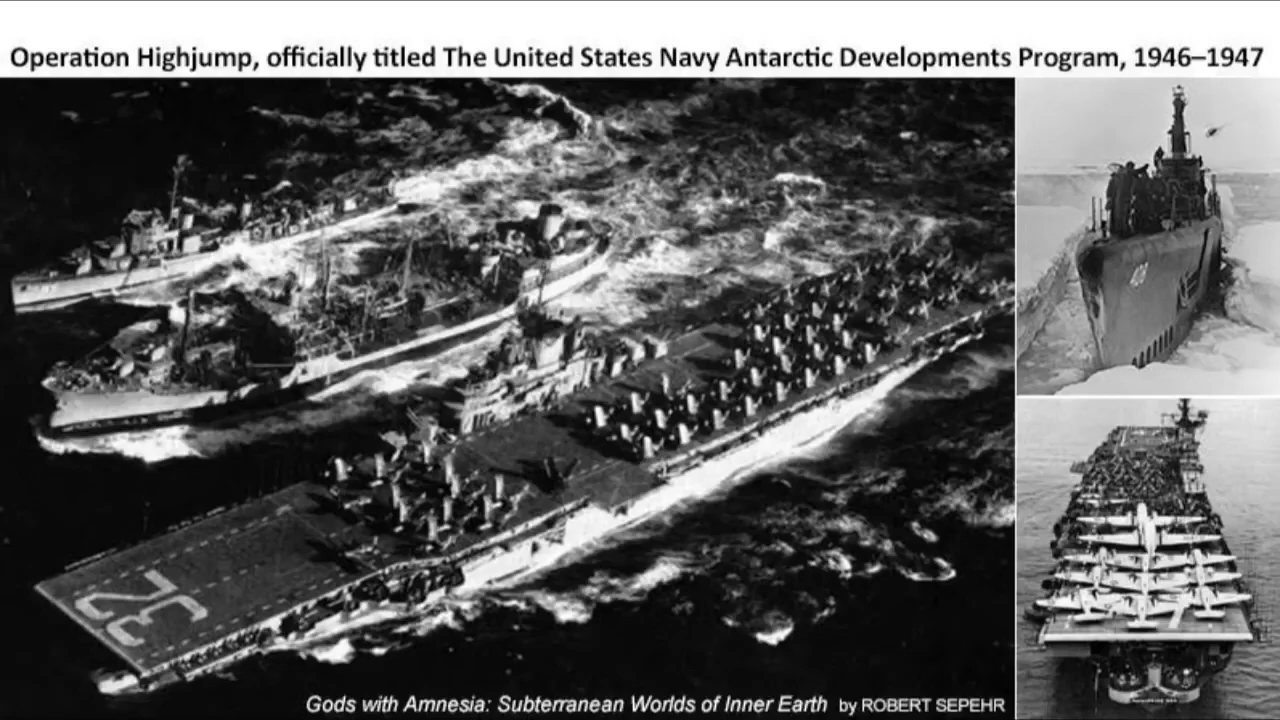 Operation Highjump, officially titled The United States Navy Antarctic Developments Program, 1946–1947
32
Gods with Amnesia: Subterranean Worlds of Inner Earth by ROBERT SEPEHR